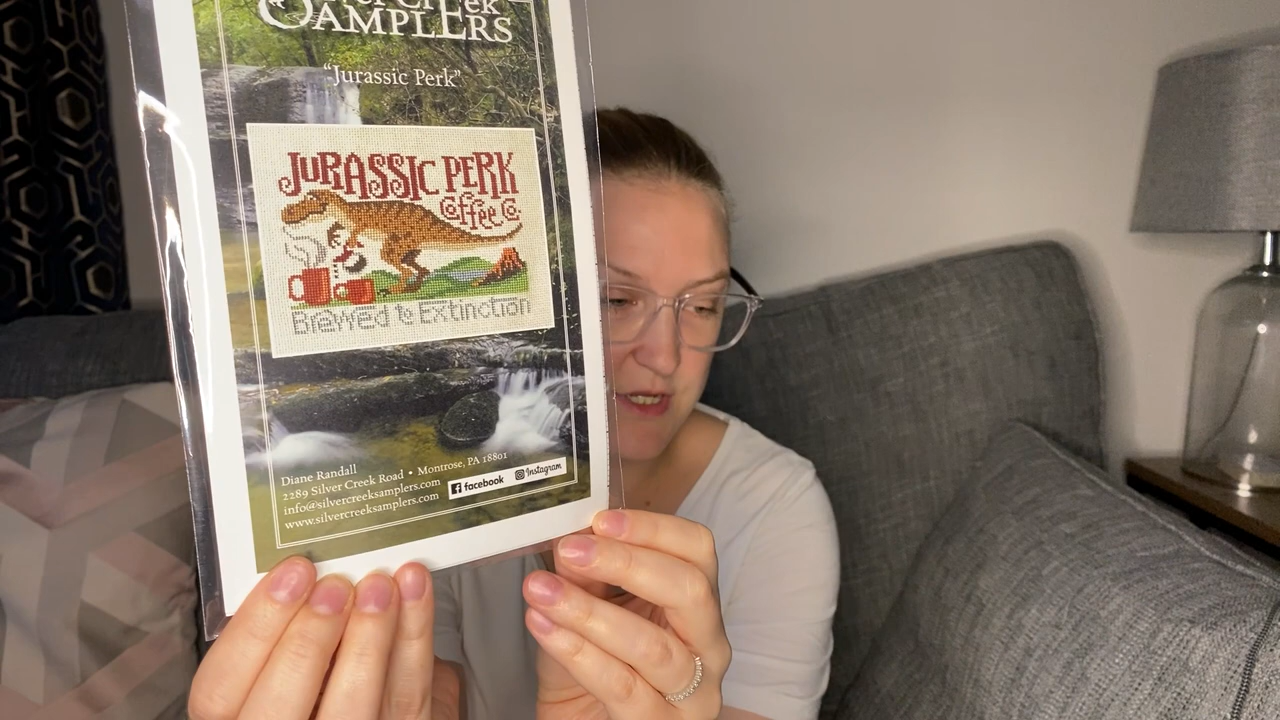 SAMPLERS
"Jurassic Perk"
JURASSIC PERK
Coffee Co.
Brewed to Extinction
Diane Randall
2289 Silver Creek Road • Montrose, PA 18801
info@silvercreeksamplers.com
www.silvercreeksamplers.com
facebook
Instagram